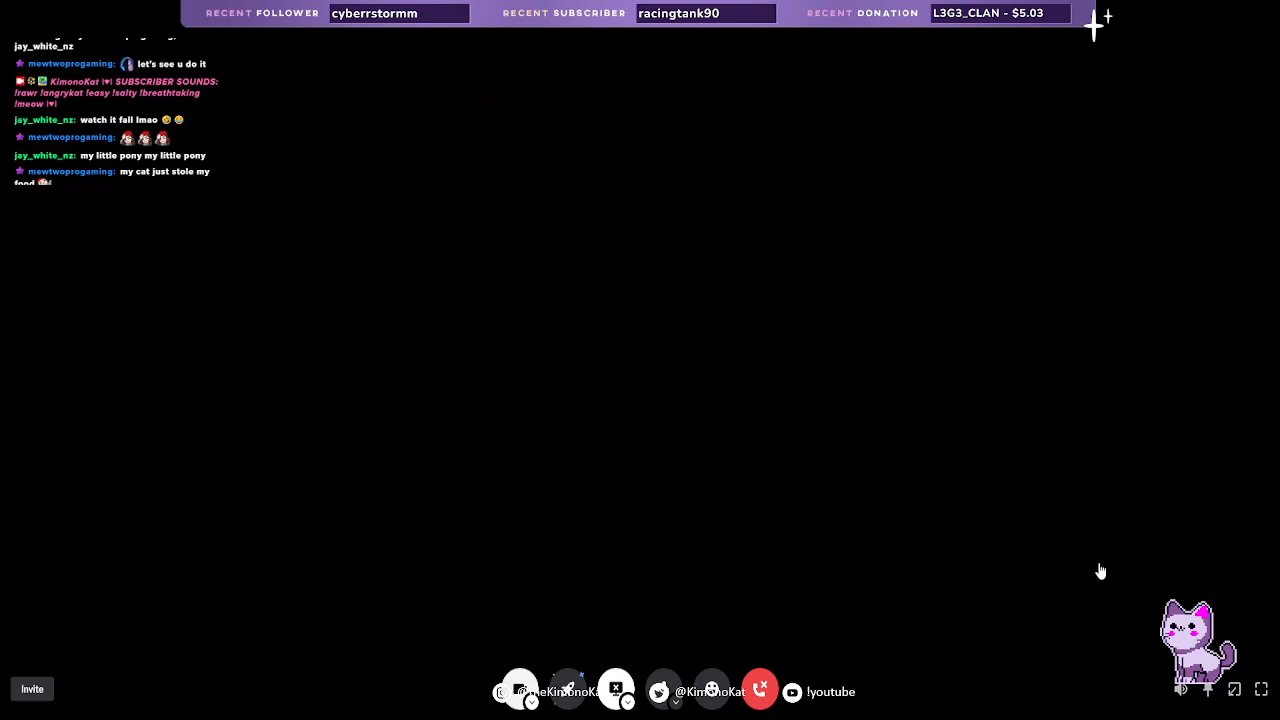 RECENT FOLLOWER cyberrstormm RECENT SUBSCRIBER racingtank90 RECENT DONATION L3G3_CLAN - $5.03
jay_white_nz
mewtwoprogaming: let's see u do it
KimonoKat |♥| SUBSCRIBER SOUNDS:
!rawr !angrykat !easy !salty !breathtaking
!meow |♥|
jay_white_nz: watch it fall lmao 🤣 😂
mewtwoprogaming:
jay_white_nz: my little pony my little pony
mewtwoprogaming: my cat just stole my
food
Invite
@KimonoKat !youtube